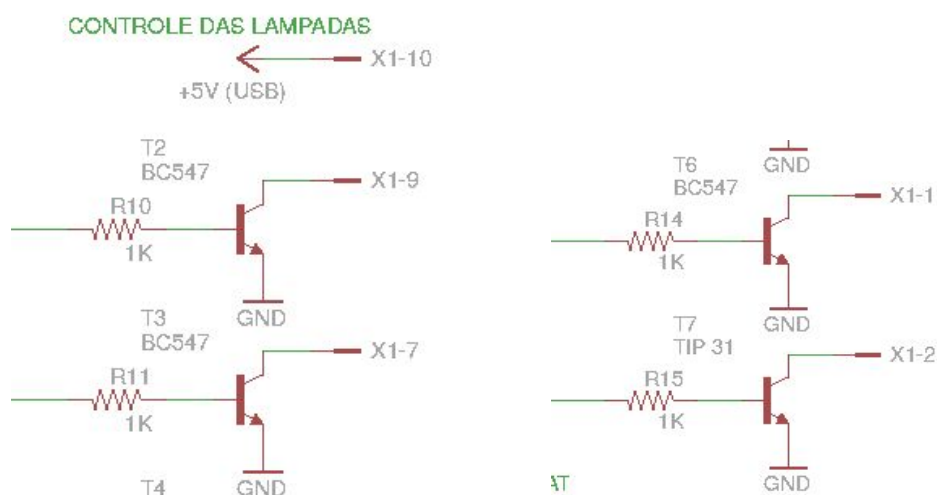 CONTROLE DAS LAMPADAS
X1-10
+5V (USB)
T2
BC547
X1-9
R10
1K
GND
T3
BC547
X1-7
R11
1K
T4
GND
GND
T6
BC547
X1-1
R14
1K
GND
T7
TIP 31
X1-2
R15
1K
GND
AT